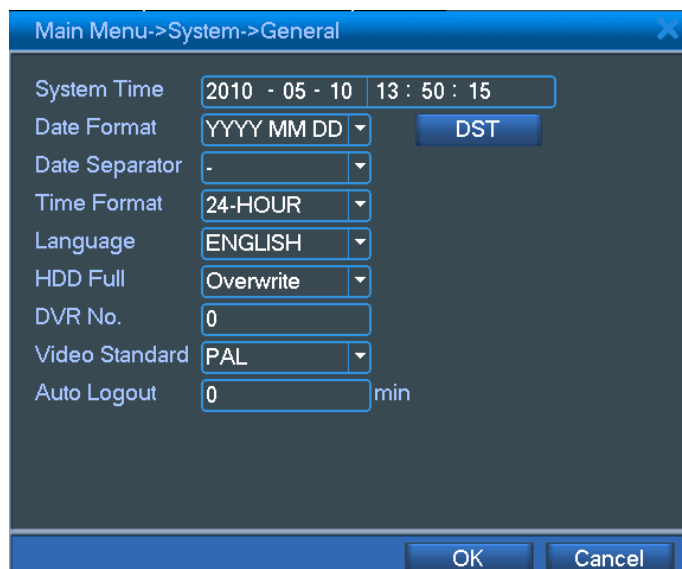 Main Menu->System->General
System Time 2010 - 05 - 10 13 : 50 : 15
Date Format YYYY MM DD DST
Date Separator -
Time Format 24-HOUR
Language ENGLISH
HDD Full Overwrite
DVR No. 0
Video Standard PAL
Auto Logout 0 min
OK Cancel